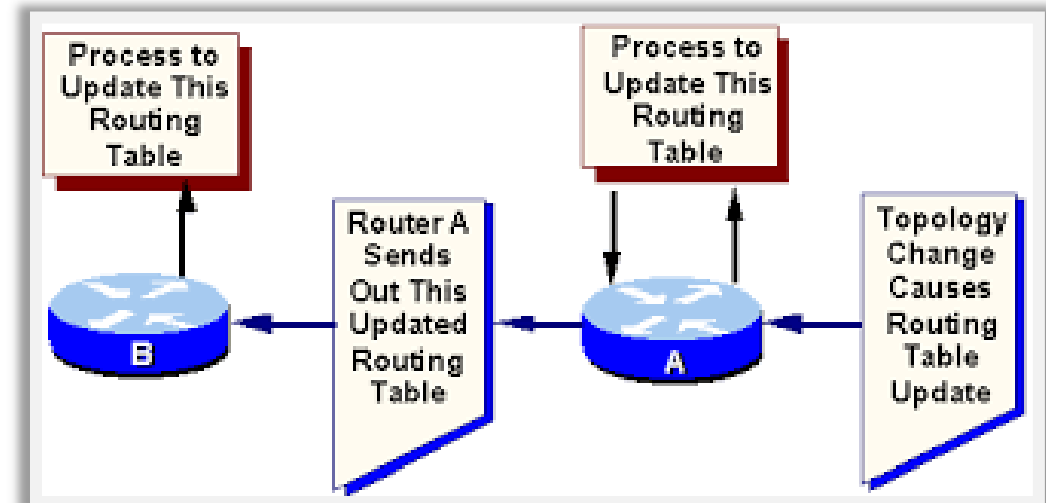 Process to
Update This
Routing
Table
Process to
Update This
Routing
Table
Router A
Sends
Out This
Updated
Routing
Table
Topology
Change
Causes
Routing
Table
Update
B
A